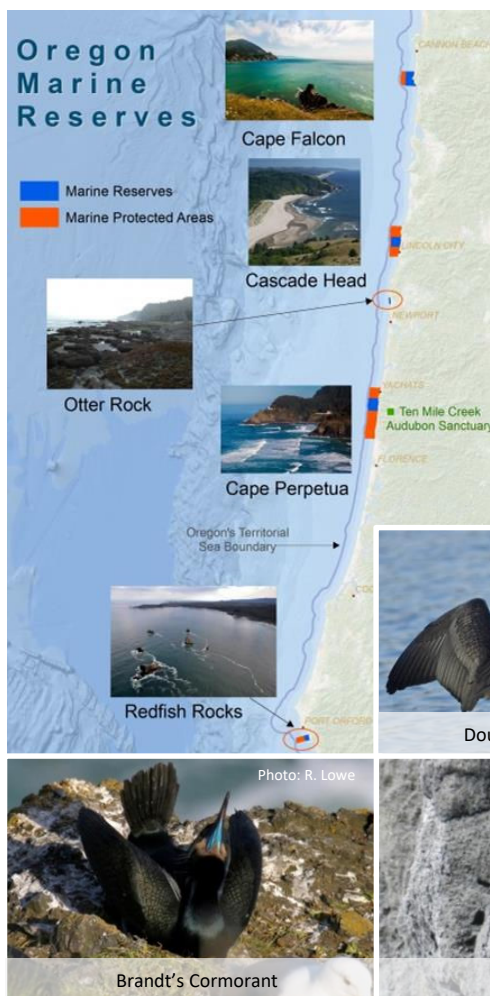 Oregon
Marine
Reserves
CANNON BEACH
Cape Falcon
Marine Reserves
Marine Protected Areas
LINCOLN CITY
Cascade Head
NEWPORT
Otter Rock
YACHATS
Ten Mile Creek
Audubon Sanctuary
Cape Perpetua
FLORENCE
Oregon's Territorial
Sea Boundary
Redfish Rocks
PORT ORFORD
Photo: R. Lowe
Brandt's Cormorant